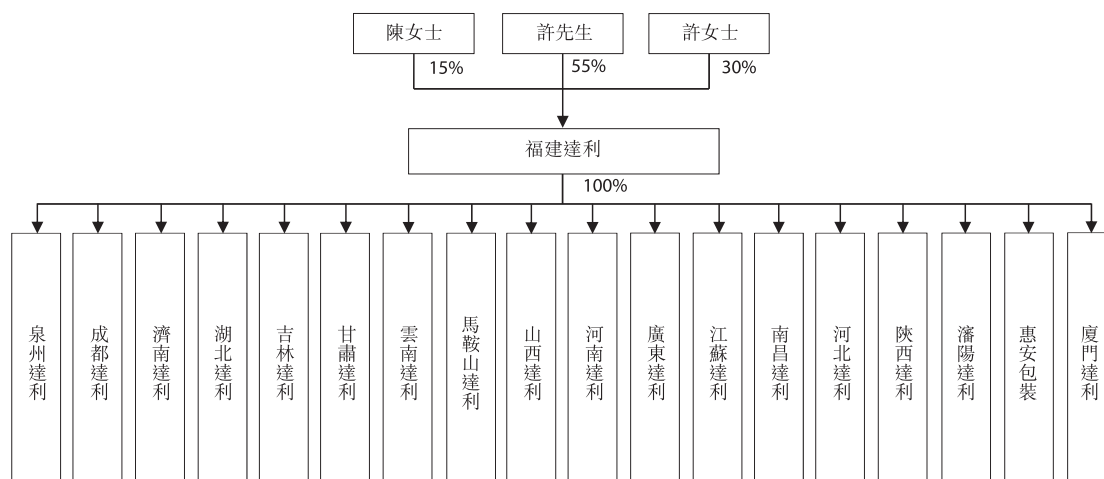 陳女士
許先生
許女士
15%
55%
30%
福建達利
100%
泉州達利
成都達利
濟南達利
湖北達利
吉林達利
甘肅達利
雲南達利
馬鞍山達利
山西達利
河南達利
廣東達利
江蘇達利
南昌達利
河北達利
陝西達利
瀋陽達利
惠安包裝
廈門達利